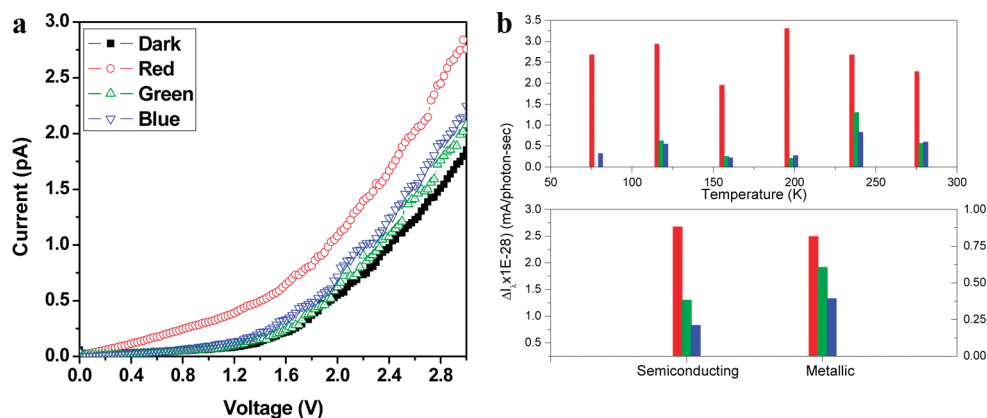 a
3.0
2.5
2.0
1.5
1.0
0.5
0.0
Current (pA)
Dark
Red
Green
Blue
0.0 0.4 0.8 1.2 1.6 2.0 2.4 2.8
Voltage (V)
b
3.5
3.0
2.5
2.0
1.5
1.0
0.5
0.0
50 100 150 200 250 300
Temperature (K)
ΔIλx1E-28) (mA/photon-sec)
3.0
2.5
2.0
1.5
1.0
0.5
1.00
0.75
0.50
0.25
0.00
Semiconducting Metallic